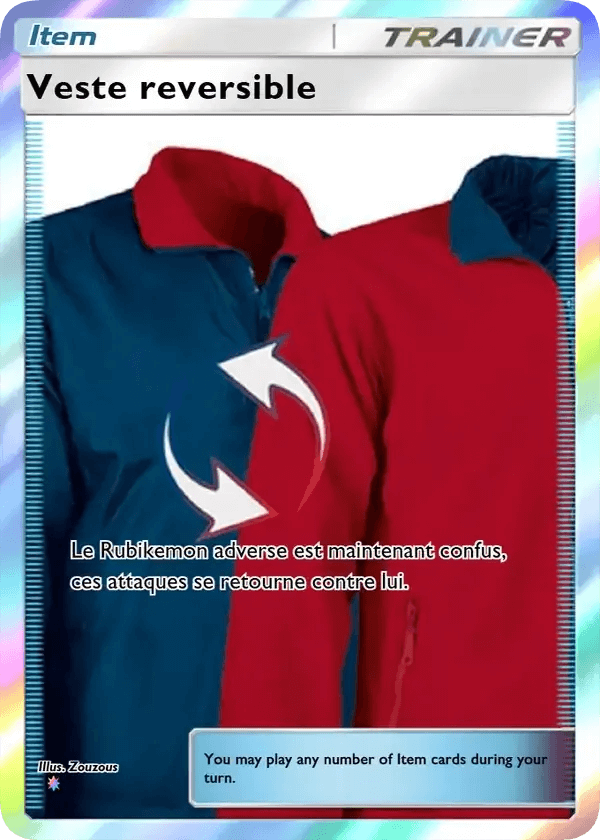 Item
TRAINER
Veste reversible
Le Rubikemon adverse est maintenant confus,
ces attaques se retourne contre lui.
Illus. Zouzous
You may play any number of Item cards during your
turn.